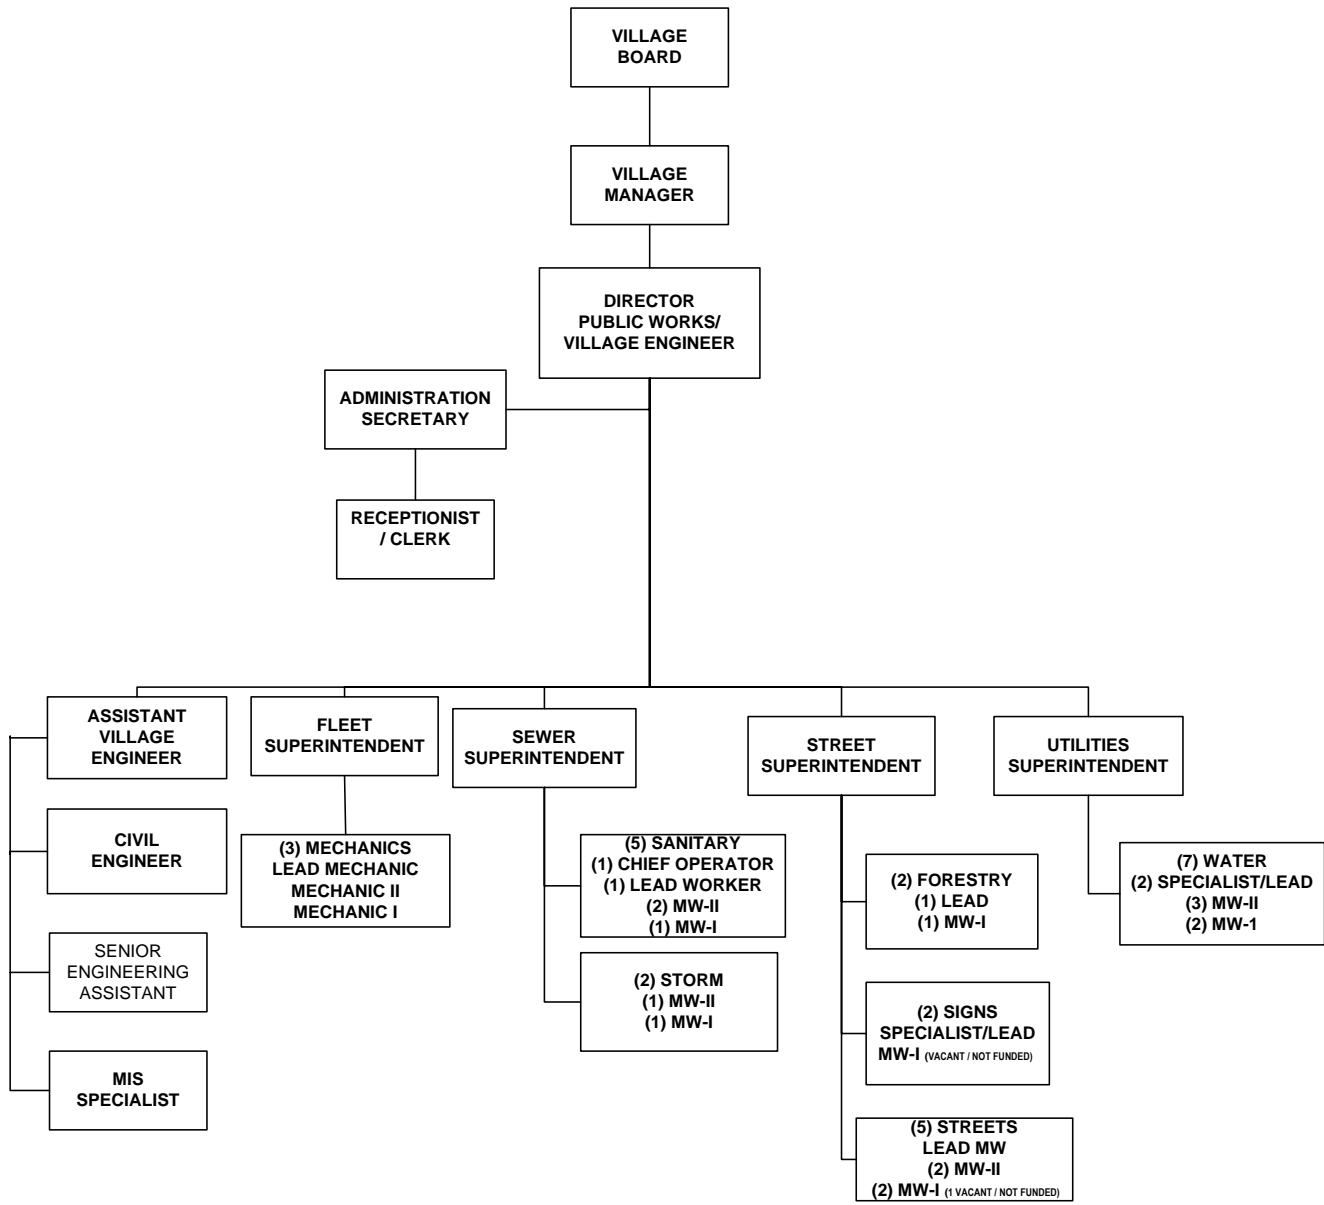 VILLAGE
BOARD
VILLAGE
MANAGER
DIRECTOR
PUBLIC WORKS/
VILLAGE ENGINEER
ADMINISTRATION
SECRETARY
RECEPTIONIST
/ CLERK
ASSISTANT
VILLAGE
ENGINEER
FLEET
SUPERINTENDENT
SEWER
SUPERINTENDENT
STREET
SUPERINTENDENT
UTILITIES
SUPERINTENDENT
CIVIL
ENGINEER
SENIOR
ENGINEERING
ASSISTANT
MIS
SPECIALIST
(3) MECHANICS
LEAD MECHANIC
MECHANIC II
MECHANIC I
(5) SANITARY
(1) CHIEF OPERATOR
(1) LEAD WORKER
(2) MW-II
(1) MW-I
(2) STORM
(1) MW-II
(1) MW-I
(2) FORESTRY
(1) LEAD
(1) MW-I
(2) SIGNS
SPECIALIST/LEAD
MW-I (VACANT / NOT FUNDED)
(5) STREETS
LEAD MW
(2) MW-II
(2) MW-I (1 VACANT / NOT FUNDED)
(7) WATER
(2) SPECIALIST/LEAD
(3) MW-II
(2) MW-1